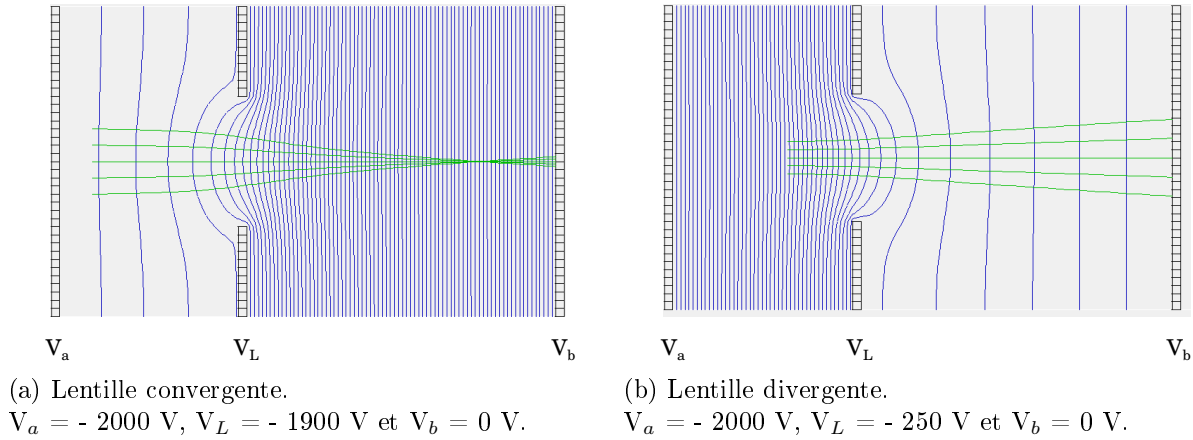 Va VL Vb
Va VL Vb
(a) Lentille convergente.
Va = - 2000 V, VL = - 1900 V et Vb = 0 V.
(b) Lentille divergente.
Va = - 2000 V, VL = - 250 V et Vb = 0 V.